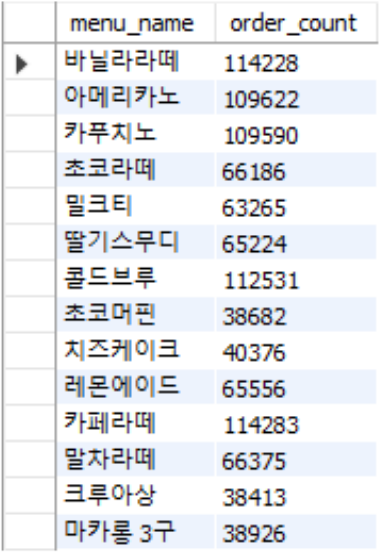 menu_name order_count
바닐라라떼 114228
아메리카노 109622
카푸치노 109590
초코라떼 66186
밀크티 63265
딸기스무디 65224
콜드브루 112531
초코머핀 38682
치즈케이크 40376
레몬에이드 65556
카페라떼 114283
말차라떼 66375
크루아상 38413
마카롱 3구 38926